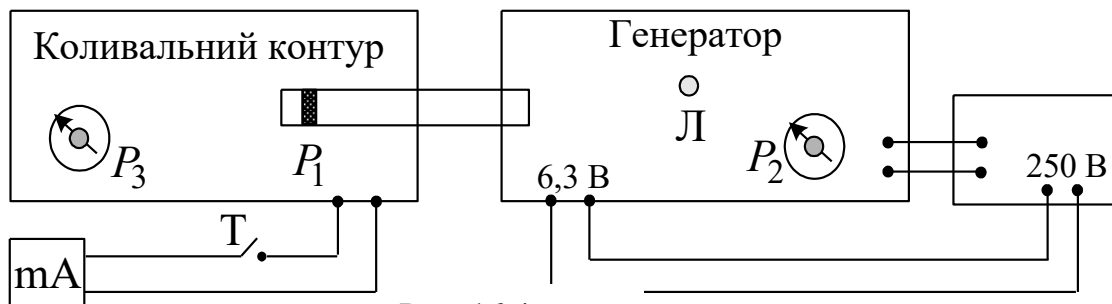 Коливальний контур
Генератор
Л
P3
P1
P2
6,3 В
250 В
Т
mA